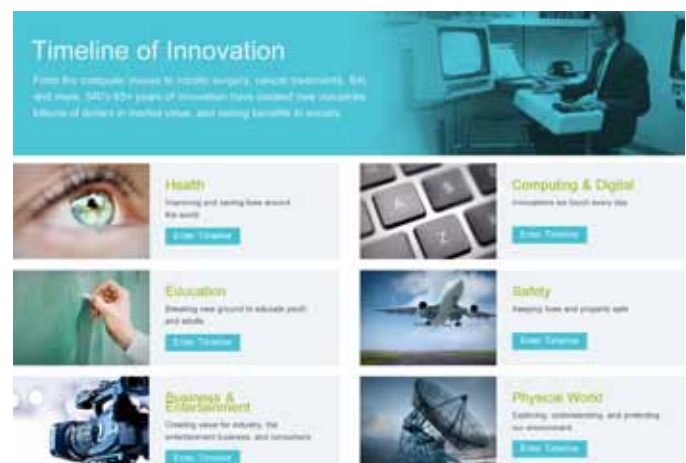 Timeline of Innovation
From the computer mouse to robotic surgery, cancer treatments, Siri,
and more, SRI's 65+ years of innovation have created new industries,
billions of dollars in market value, and lasting benefits to society.
Health
Improving and saving lives around
the world
Enter Timeline
Computing & Digital
Innovations we touch every day
Enter Timeline
Education
Breaking new ground to educate youth
and adults
Enter Timeline
Safety
Keeping lives and property safe
Enter Timeline
Business &
Entertainment
Creating value for industry, the
entertainment business, and consumers
Enter Timeline
Physical World
Exploring, understanding, and protecting
our environment
Enter Timeline
A
S
Z